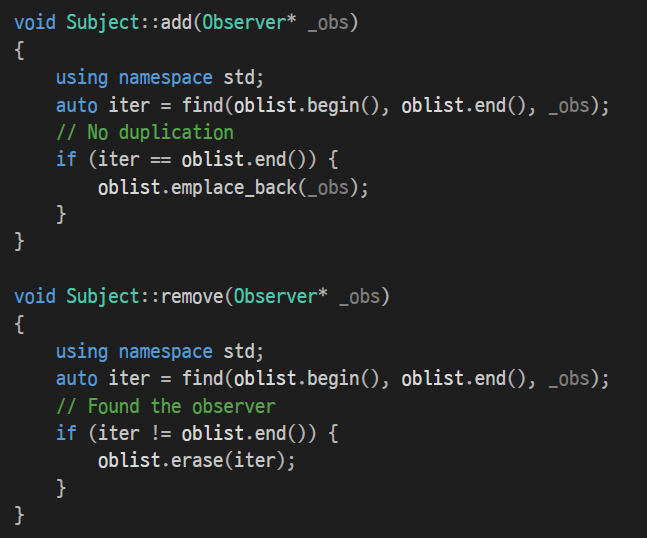 void Subject::add(Observer* _obs)
{
    using namespace std;
    auto iter = find(oblist.begin(), oblist.end(), _obs);
    // No duplication
    if (iter == oblist.end()) {
        oblist.emplace_back(_obs);
    }
}

void Subject::remove(Observer* _obs)
{
    using namespace std;
    auto iter = find(oblist.begin(), oblist.end(), _obs);
    // Found the observer
    if (iter != oblist.end()) {
        oblist.erase(iter);
    }
}